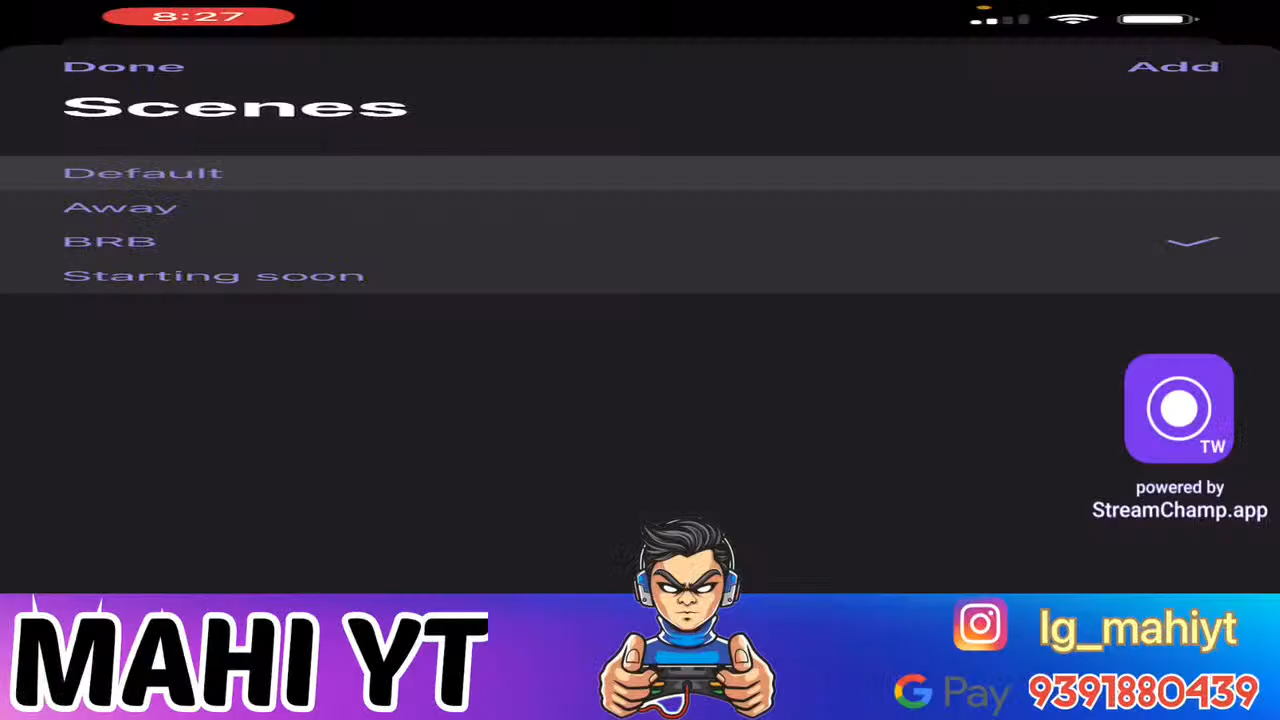 8:27
Done
Add
Scenes
Default
Away
BRB
Starting soon
TW
powered by
StreamChamp.app
MAHI YT
Ig_mahiyt
G Pay 9391880439